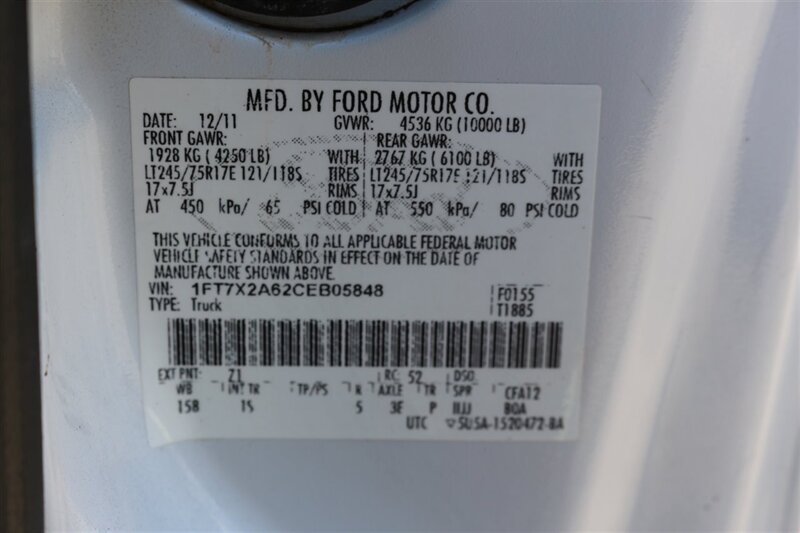 MFD. BY FORD MOTOR CO.
DATE: 12/11 GVWR: 4536 KG (10000 LB)
FRONT GAWR: REAR GAWR:
1928 KG ( 4250 LB) WITH 2767 KG ( 6100 LB) WITH
LT245/75R17E 121/118S TIRES LT245/75R17E 121/118S TIRES
17x7.5J RIMS 17x7.5J RIMS
AT 450 kPa/ 65 PSI COLD AT 550 kPa/ 80 PSI COLD
THIS VEHICLE CONFORMS TO ALL APPLICABLE FEDERAL MOTOR
VEHICLE SAFETY STANDARDS IN EFFECT ON THE DATE OF
MANUFACTURE SHOWN ABOVE.
VIN: 1FT7X2A62CEB05848 F0155
TYPE: Truck T1885
EXT PNT: Z1 RC: 52 DSO:
WB INT TR TP/PS R AXLE TR SPR CFA12
158 1S 5 3E P BOA
UTC